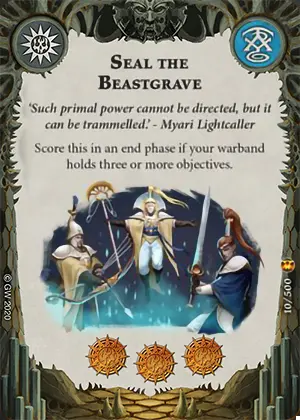 SEAL THE
BEASTGRAVE
‘Such primal power cannot be directed, but it
can be trammelled.’ - Myari Lightcaller
Score this in an end phase if your warband
holds three or more objectives.
© GW 2020
10/500